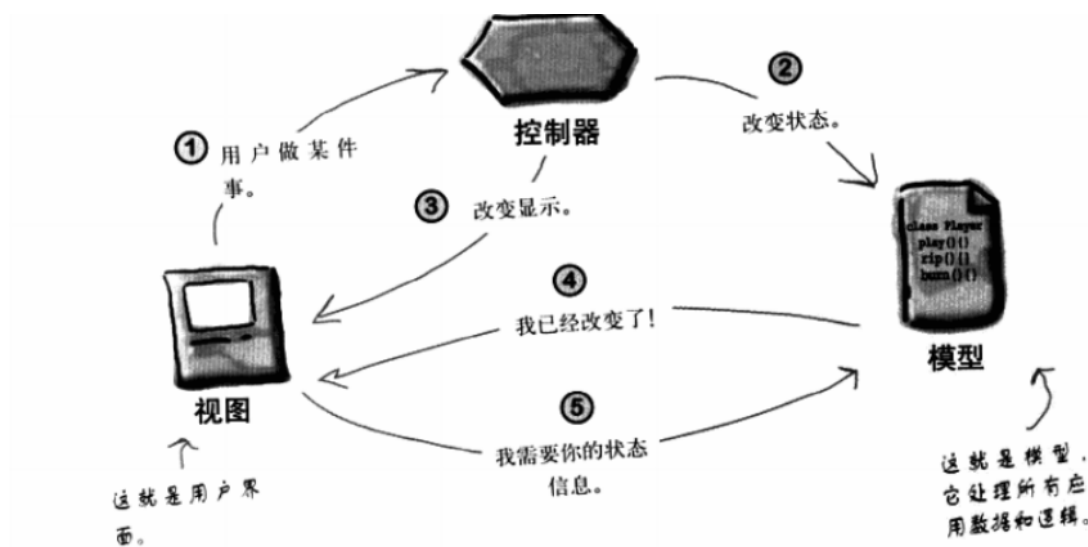 控制器
②
改变状态。
① 用户做某件
事。
③ 改变显示。
class Player
play(){}
rip(){}
burn(){}
④
我已经改变了!
模型
视图
⑤
我需要你的状态
信息。
这就是用户界
面。
这就是模型，
它处理所有应
用数据和逻辑。